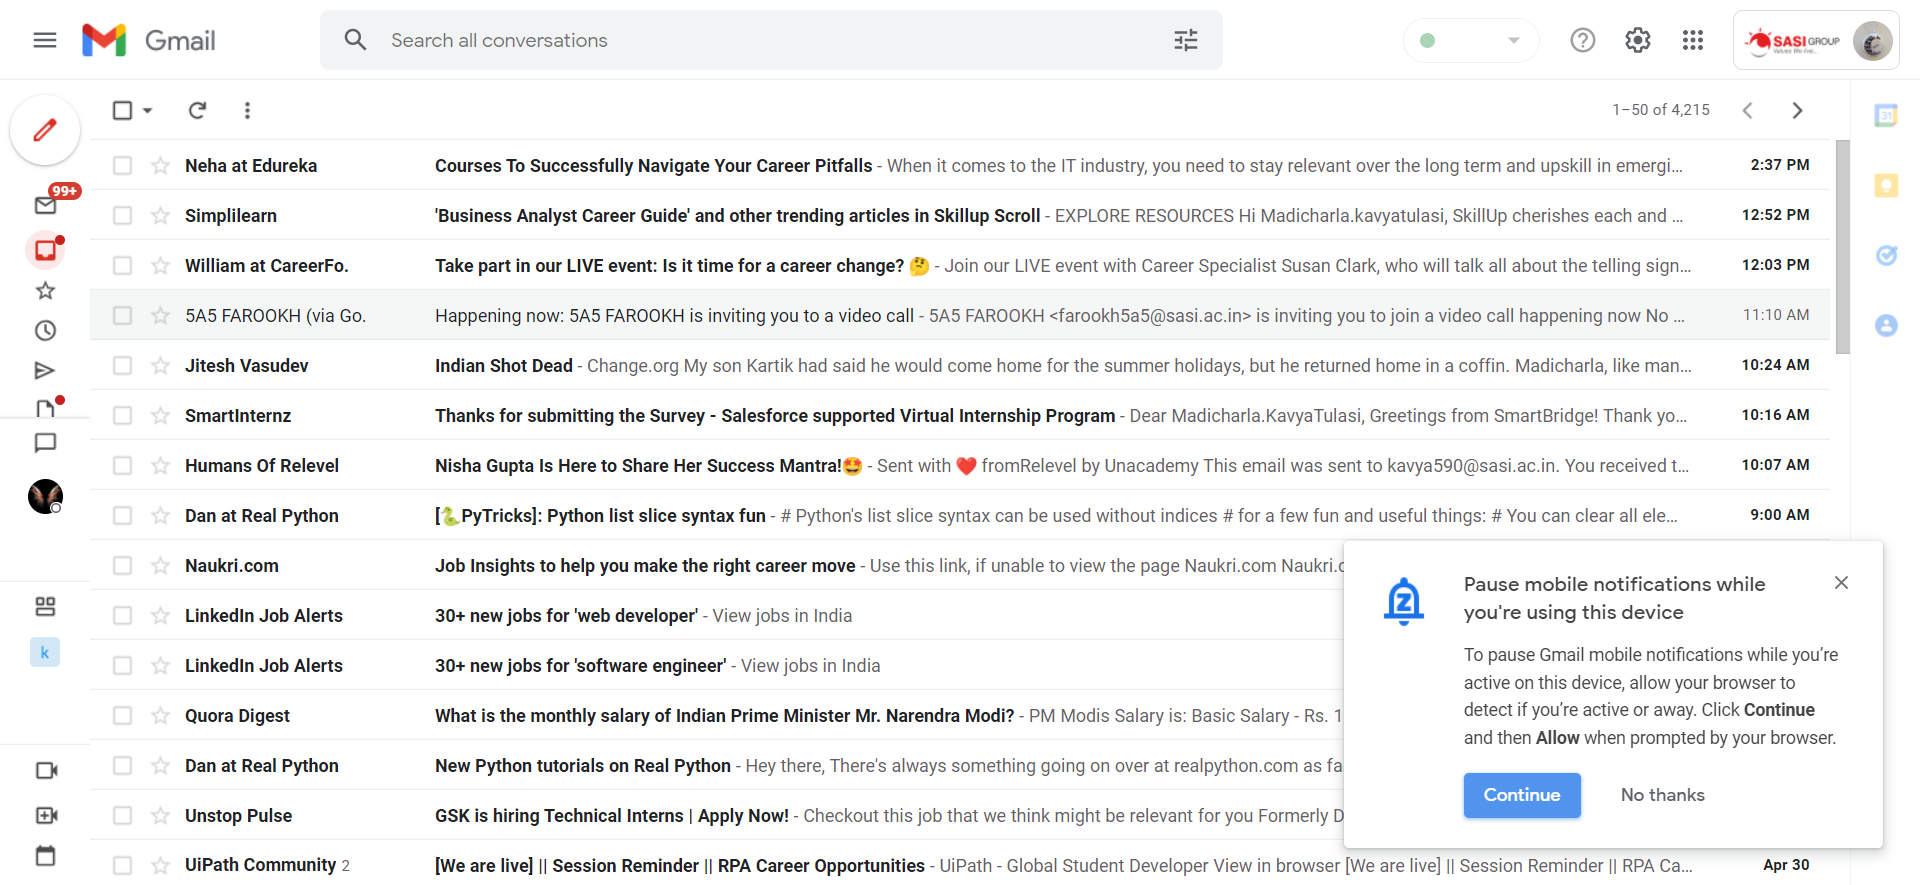 Gmail
Search all conversations
SASI GROUP
Values We live...
1–50 of 4,215
31
99+
Neha at Edureka Courses To Successfully Navigate Your Career Pitfalls - When it comes to the IT industry, you need to stay relevant over the long term and upskill in emergi... 2:37 PM
Simplilearn 'Business Analyst Career Guide' and other trending articles in Skillup Scroll - EXPLORE RESOURCES Hi Madicharla.kavyatulasi, SkillUp cherishes each and ... 12:52 PM
William at CareerFo. Take part in our LIVE event: Is it time for a career change? 🤔 - Join our LIVE event with Career Specialist Susan Clark, who will talk all about the telling sign... 12:03 PM
5A5 FAROOKH (via Go. Happening now: 5A5 FAROOKH is inviting you to a video call - 5A5 FAROOKH <farookh5a5@sasi.ac.in> is inviting you to join a video call happening now No ... 11:10 AM
Jitesh Vasudev Indian Shot Dead - Change.org My son Kartik had said he would come home for the summer holidays, but he returned home in a coffin. Madicharla, like man... 10:24 AM
SmartInternz Thanks for submitting the Survey - Salesforce supported Virtual Internship Program - Dear Madicharla.KavyaTulasi, Greetings from SmartBridge! Thank yo... 10:16 AM
Humans Of Relevel Nisha Gupta Is Here to Share Her Success Mantra!🤩 - Sent with ❤️ fromRelevel by Unacademy This email was sent to kavya590@sasi.ac.in. You received t... 10:07 AM
Dan at Real Python [🐍PyTricks]: Python list slice syntax fun - # Python's list slice syntax can be used without indices # for a few fun and useful things: # You can clear all ele... 9:00 AM
Naukri.com Job Insights to help you make the right career move - Use this link, if unable to view the page Naukri.com Naukri.c
LinkedIn Job Alerts 30+ new jobs for 'web developer' - View jobs in India
LinkedIn Job Alerts 30+ new jobs for 'software engineer' - View jobs in India
Quora Digest What is the monthly salary of Indian Prime Minister Mr. Narendra Modi? - PM Modis Salary is: Basic Salary - Rs. 1
Dan at Real Python New Python tutorials on Real Python - Hey there, There's always something going on over at realpython.com as fa
Unstop Pulse GSK is hiring Technical Interns | Apply Now! - Checkout this job that we think might be relevant for you Formerly D
UiPath Community 2 [We are live] || Session Reminder || RPA Career Opportunities - UiPath - Global Student Developer View in browser [We are live] || Session Reminder || RPA Ca... Apr 30
k
Z
Pause mobile notifications while
you're using this device
To pause Gmail mobile notifications while you’re
active on this device, allow your browser to
detect if you’re active or away. Click Continue
and then Allow when prompted by your browser.
Continue No thanks